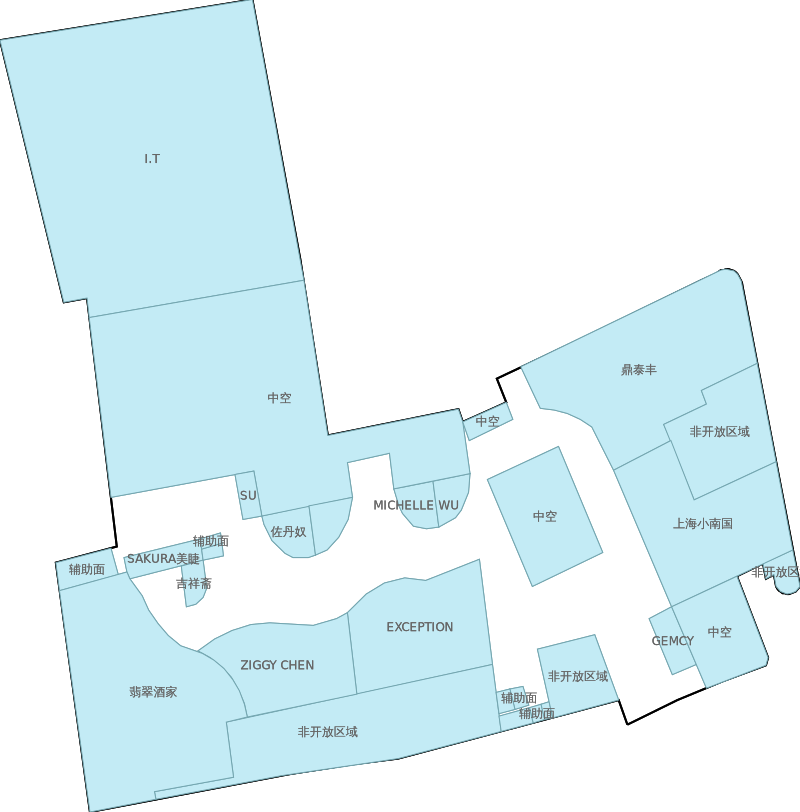 I.T
中空
鼎泰丰
中空
非开放区域
SU
MICHELLE WU
中空
上海小南国
佐丹奴
辅助面
SAKURA美睫
辅助面
非开放区
吉祥斋
EXCEPTION
中空
GEMCY
ZIGGY CHEN
非开放区域
翡翠酒家
辅助面
辅助面
非开放区域